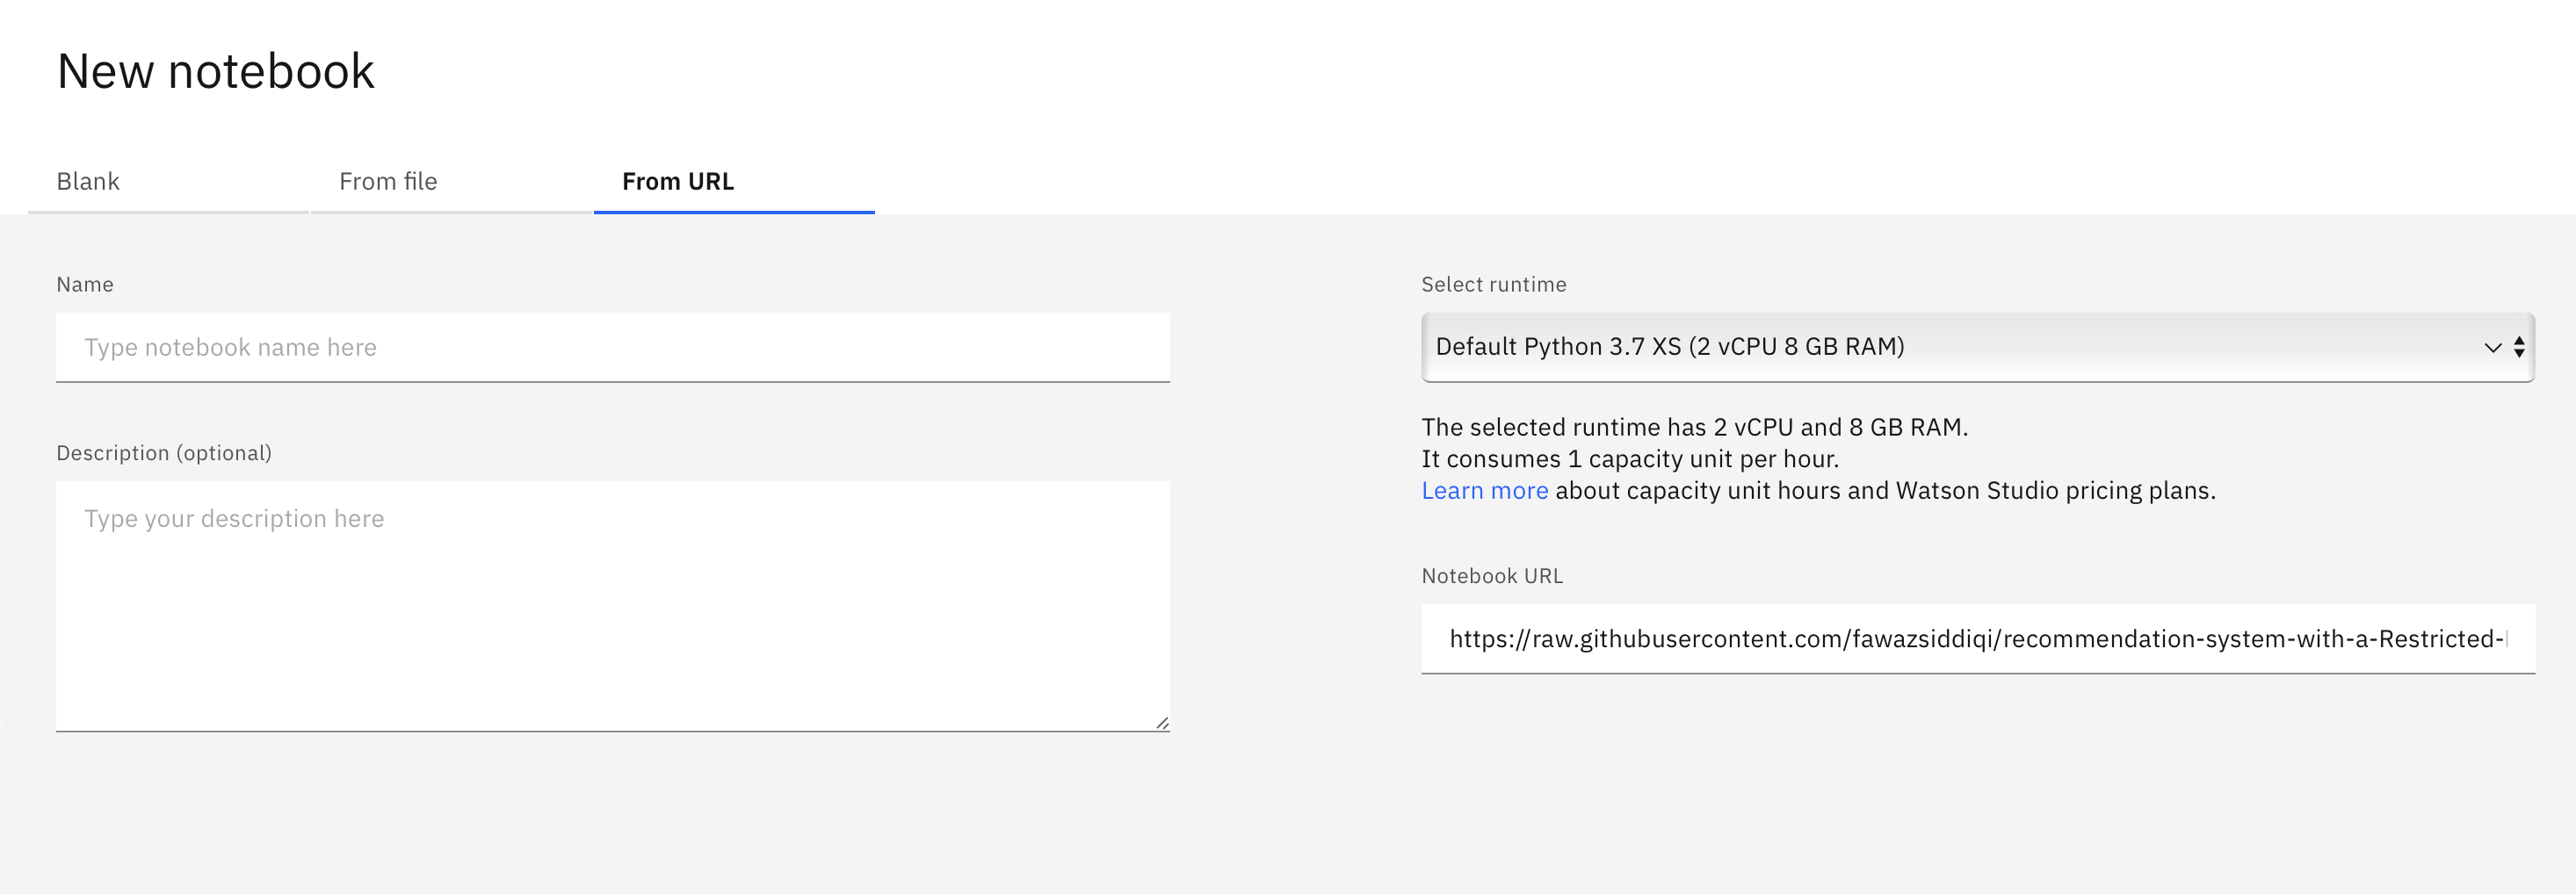 New notebook
Blank
From file
From URL
Name
Type notebook name here
Description (optional)
Type your description here
Select runtime
Default Python 3.7 XS (2 vCPU 8 GB RAM)
The selected runtime has 2 vCPU and 8 GB RAM.
It consumes 1 capacity unit per hour.
Learn more about capacity unit hours and Watson Studio pricing plans.
Notebook URL
https://raw.githubusercontent.com/fawazsiddiqi/recommendation-system-with-a-Restricted-